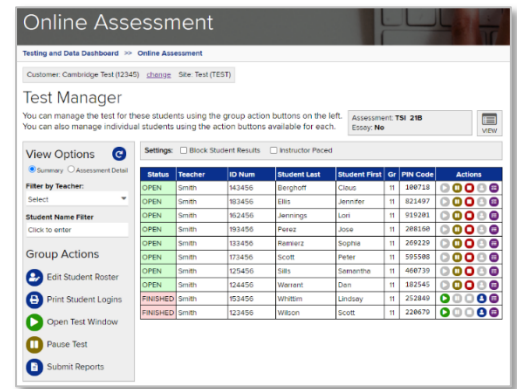 Online Assessment
Testing and Data Dashboard >> Online Assessment
Customer: Cambridge Test (12345) change Site: Test (TEST)
Test Manager
You can manage the test for these students using the group action buttons on the left.
You can also manage individual students using the action buttons available for each.
Assessment: TSI 21B
Essay: No
VIEW
View Options
Summary Assessment Detail
Filter by Teacher:
Select
Student Name Filter
Click to enter
Group Actions
Edit Student Roster
Print Student Logins
Open Test Window
Pause Test
Submit Reports
Settings: Block Student Results Instructor Paced
Status Teacher ID Num Student Last Student First Gr PIN Code Actions
OPEN Smith 143456 Berghoff Claus 11 100718
OPEN Smith 183456 Ellis Jennifer 11 821497
OPEN Smith 162456 Jennings Lori 11 919201
OPEN Smith 193456 Perez Jose 11 208160
OPEN Smith 133456 Ramierz Sophia 11 269229
OPEN Smith 173456 Scott Peter 11 595508
OPEN Smith 125456 Sills Samantha 11 460739
OPEN Smith 124456 Warrant Dan 11 182545
FINISHED Smith 153456 Whittim Lindsay 11 252849
FINISHED Smith 123456 Wilson Scott 11 220679